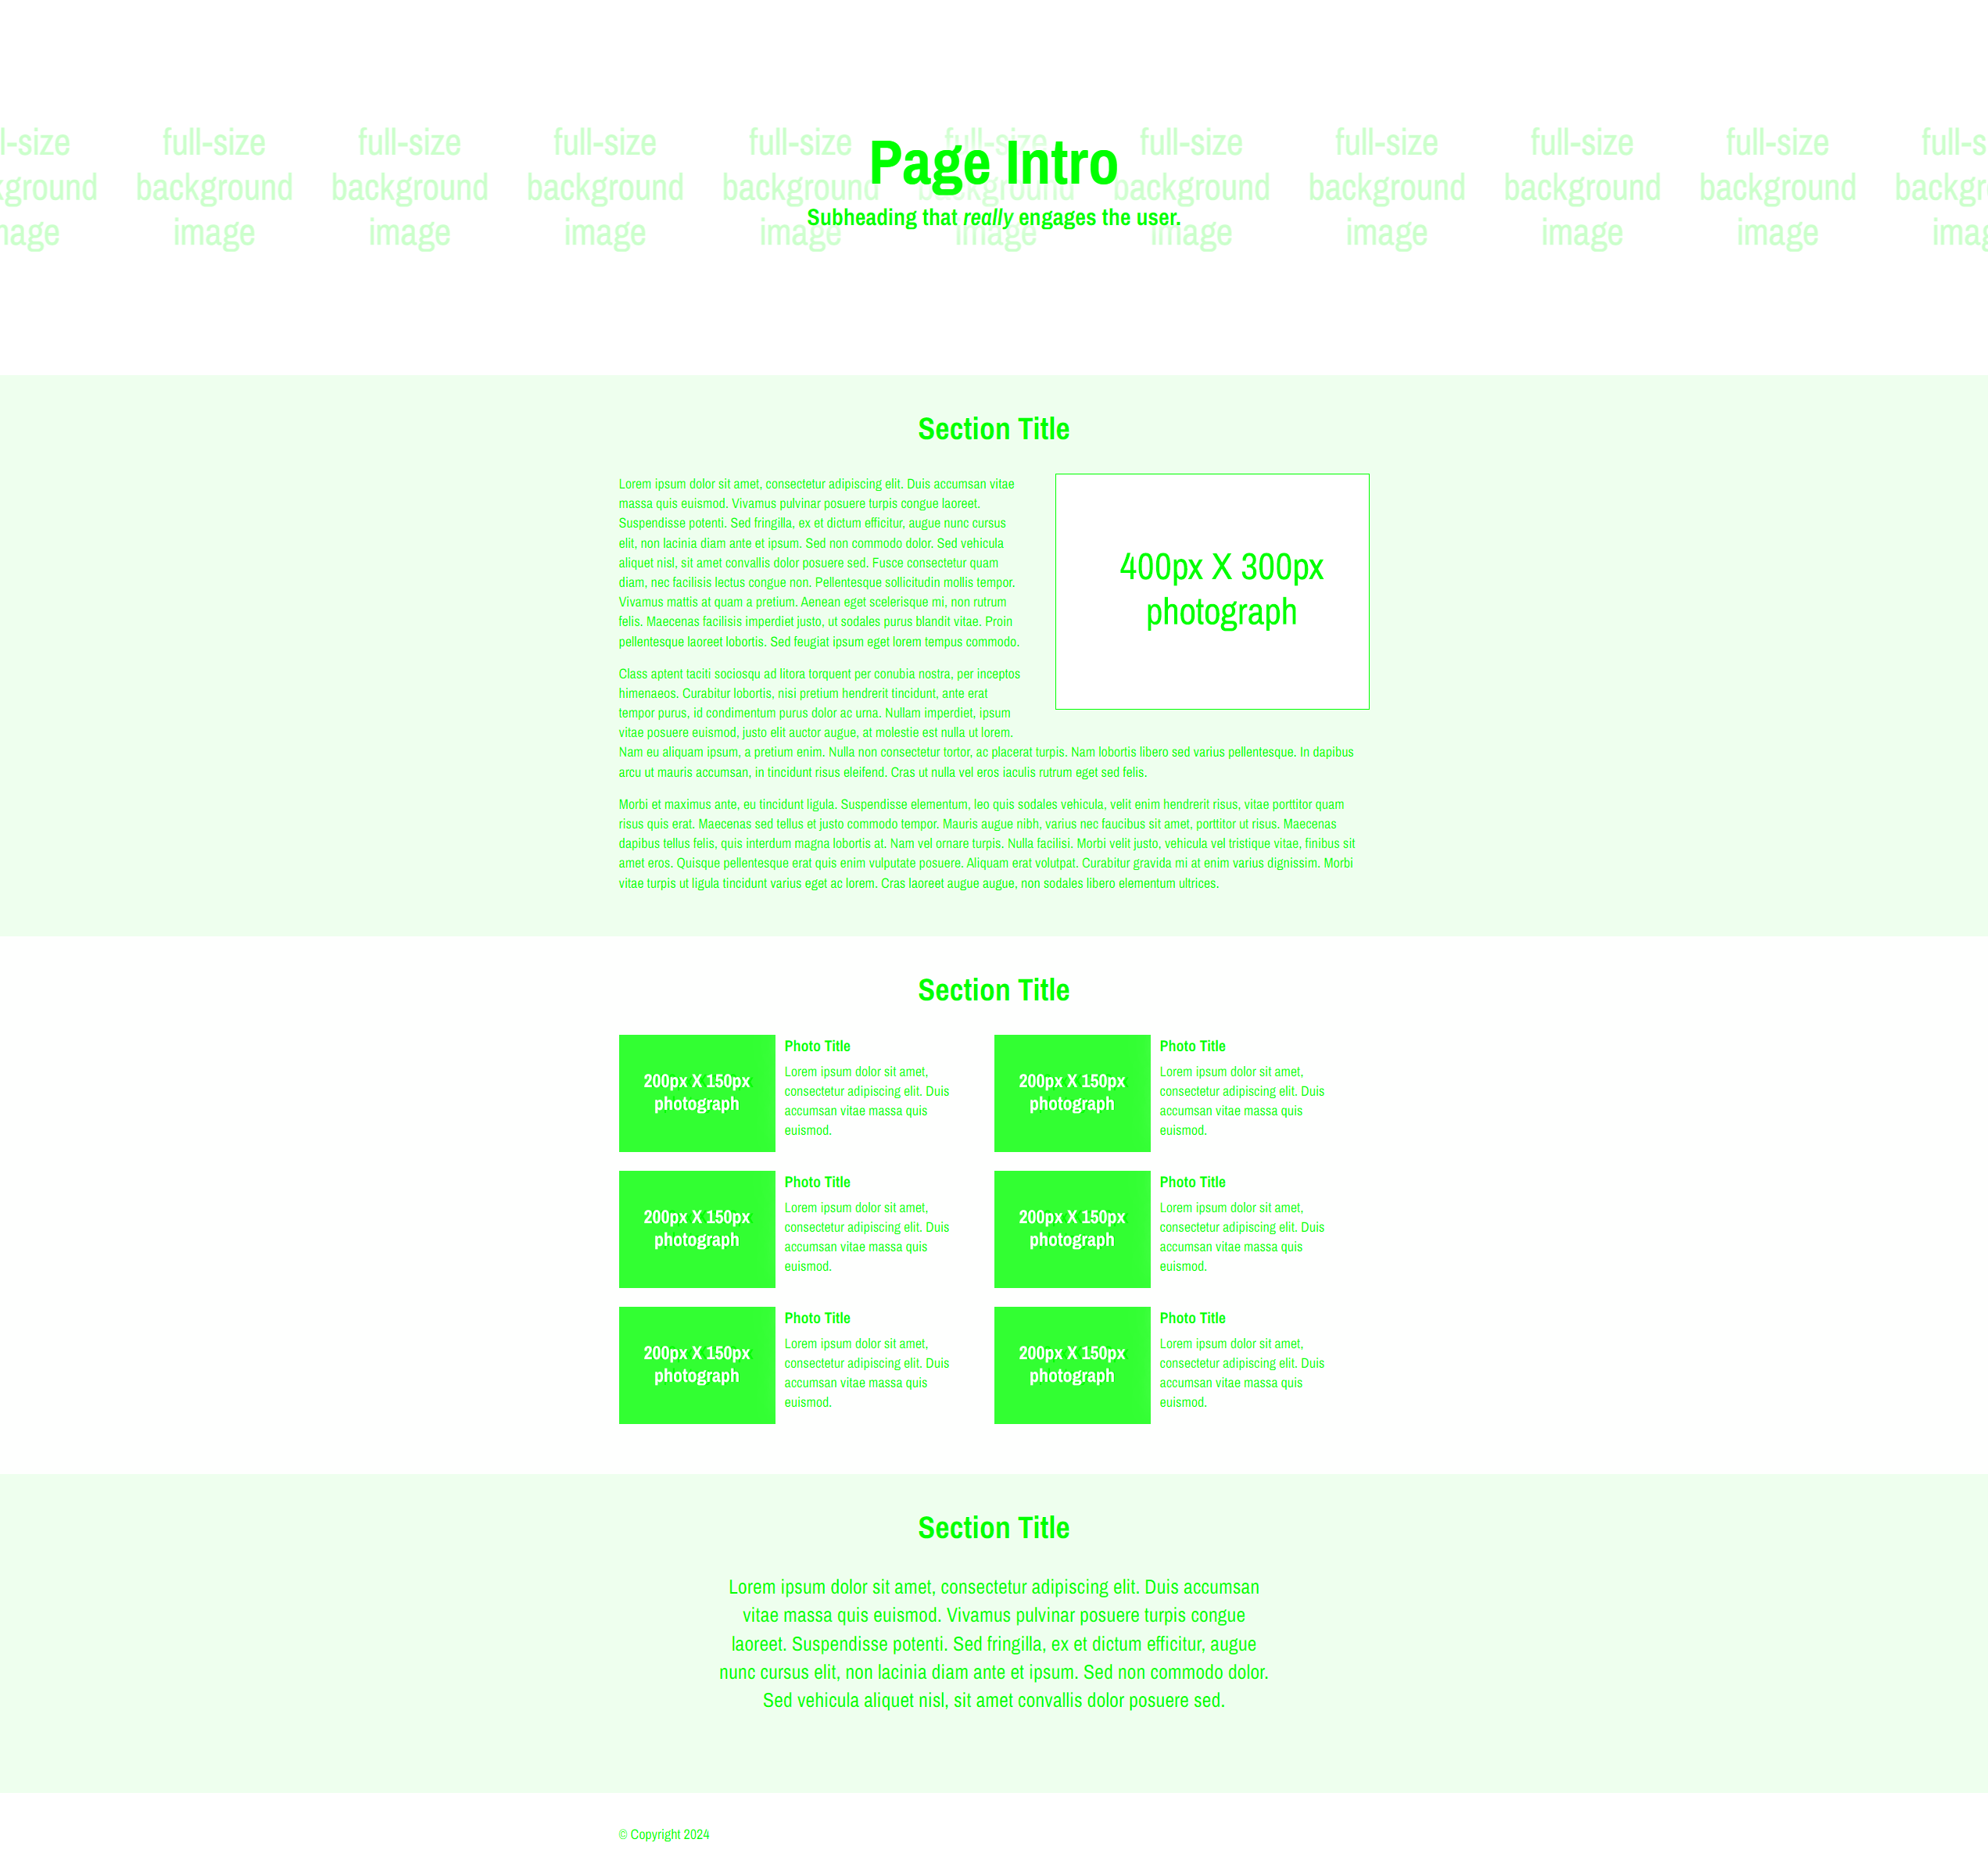 full-size full-size full-size full-size full-size full-size full-size full-size full-size
background background background background background background background background background
image image image image image image image image image
Page Intro
Subheading that really engages the user.
Section Title
Lorem ipsum dolor sit amet, consectetur adipiscing elit. Duis accumsan vitae
massa quis euismod. Vivamus pulvinar posuere turpis congue laoreet.
Suspendisse potenti. Sed fringilla, ex et dictum efficitur, augue nunc cursus
elit, non lacinia diam ante et ipsum. Sed non commodo dolor. Sed vehicula
aliquet nisl, sit amet convallis dolor posuere sed. Fusce consectetur quam
diam, nec facilisis lectus congue non. Pellentesque sollicitudin mollis tempor.
Vivamus mattis at quam a pretium. Aenean eget scelerisque mi, non rutrum
felis. Maecenas facilisis imperdiet justo, ut sodales purus blandit vitae. Proin
pellentesque laoreet lobortis. Sed feugiat ipsum eget lorem tempus commodo.
400px X 300px
photograph
Class aptent taciti sociosqu ad litora torquent per conubia nostra, per inceptos
himenaeos. Curabitur lobortis, nisi pretium hendrerit tincidunt, ante erat
tempor purus, id condimentum purus dolor ac urna. Nullam imperdiet, ipsum
vitae posuere euismod, justo elit auctor augue, at molestie est nulla ut lorem.
Nam eu aliquam ipsum, a pretium enim. Nulla non consectetur tortor, ac placerat turpis. Nam lobortis libero sed varius pellentesque. In dapibus
arcu ut mauris accumsan, in tincidunt risus eleifend. Cras ut nulla vel eros iaculis rutrum eget sed felis.
Morbi et maximus ante, eu tincidunt ligula. Suspendisse elementum, leo quis sodales vehicula, velit enim hendrerit risus, vitae porttitor quam
risus quis erat. Maecenas sed tellus et justo commodo tempor. Mauris augue nibh, varius nec faucibus sit amet, porttitor ut risus. Maecenas
dapibus tellus felis, quis interdum magna lobortis at. Nam vel ornare turpis. Nulla facilisi. Morbi velit justo, vehicula vel tristique vitae, finibus sit
amet eros. Quisque pellentesque erat quis enim vulputate posuere. Aliquam erat volutpat. Curabitur gravida mi at enim varius dignissim. Morbi
vitae turpis ut ligula tincidunt varius eget ac lorem. Cras laoreet augue augue, non sodales libero elementum ultrices.
Section Title
200px X 150px
photograph
Photo Title
Lorem ipsum dolor sit amet,
consectetur adipiscing elit. Duis
accumsan vitae massa quis
euismod.
200px X 150px
photograph
Photo Title
Lorem ipsum dolor sit amet,
consectetur adipiscing elit. Duis
accumsan vitae massa quis
euismod.
200px X 150px
photograph
Photo Title
Lorem ipsum dolor sit amet,
consectetur adipiscing elit. Duis
accumsan vitae massa quis
euismod.
200px X 150px
photograph
Photo Title
Lorem ipsum dolor sit amet,
consectetur adipiscing elit. Duis
accumsan vitae massa quis
euismod.
200px X 150px
photograph
Photo Title
Lorem ipsum dolor sit amet,
consectetur adipiscing elit. Duis
accumsan vitae massa quis
euismod.
200px X 150px
photograph
Photo Title
Lorem ipsum dolor sit amet,
consectetur adipiscing elit. Duis
accumsan vitae massa quis
euismod.
Section Title
Lorem ipsum dolor sit amet, consectetur adipiscing elit. Duis accumsan
vitae massa quis euismod. Vivamus pulvinar posuere turpis congue
laoreet. Suspendisse potenti. Sed fringilla, ex et dictum efficitur, augue
nunc cursus elit, non lacinia diam ante et ipsum. Sed non commodo dolor.
Sed vehicula aliquet nisl, sit amet convallis dolor posuere sed.
© Copyright 2024